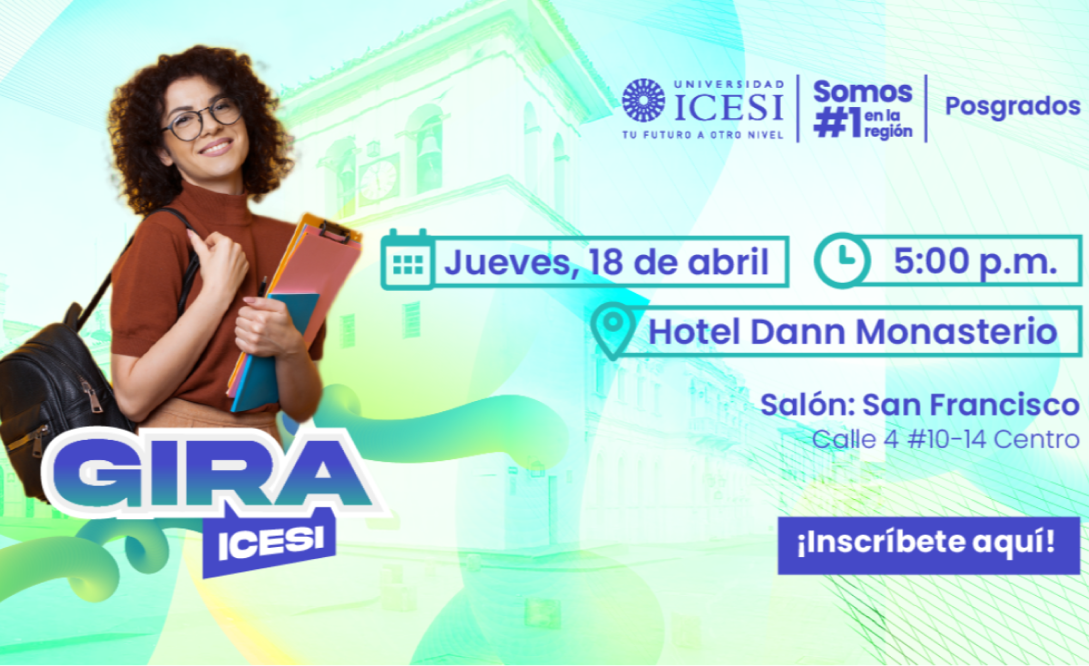 UNIVERSIDAD
ICESI
TU FUTURO A OTRO NIVEL
Somos
#1 en la
región
Posgrados
Jueves, 18 de abril
5:00 p.m.
Hotel Dann Monasterio
Salón: San Francisco
Calle 4 #10-14 Centro
GIRA
ICESI
¡Inscríbete aquí!